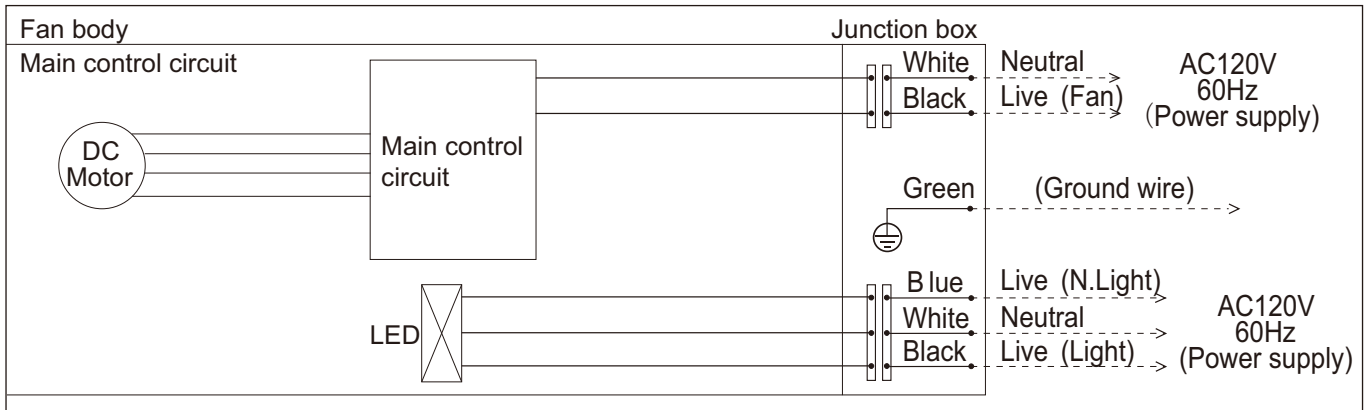 Fan body
Junction box
Main control circuit
White
Neutral
Black
Live (Fan)
AC120V
60Hz
(Power supply)
DC
Motor
Main control
circuit
Green
(Ground wire)
LED
Blue
Live (N.Light)
White
Neutral
Black
Live (Light)
AC120V
60Hz
(Power supply)